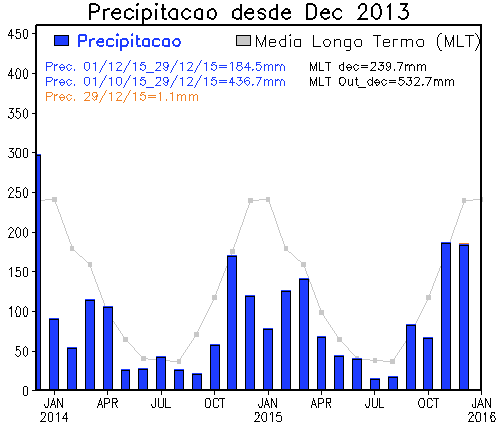 Precipitacao desde Dec 2013
Precipitacao Media Longo Termo (MLT)
Prec. 01/12/15_29/12/15=184.5mm MLT dec=239.7mm
Prec. 01/10/15_29/12/15=436.7mm MLT Out_dec=532.7mm
Prec. 29/12/15=1.1mm
450
400
350
300
250
200
150
100
50
0
JAN APR JUL OCT JAN APR JUL OCT JAN
2014 2015 2016